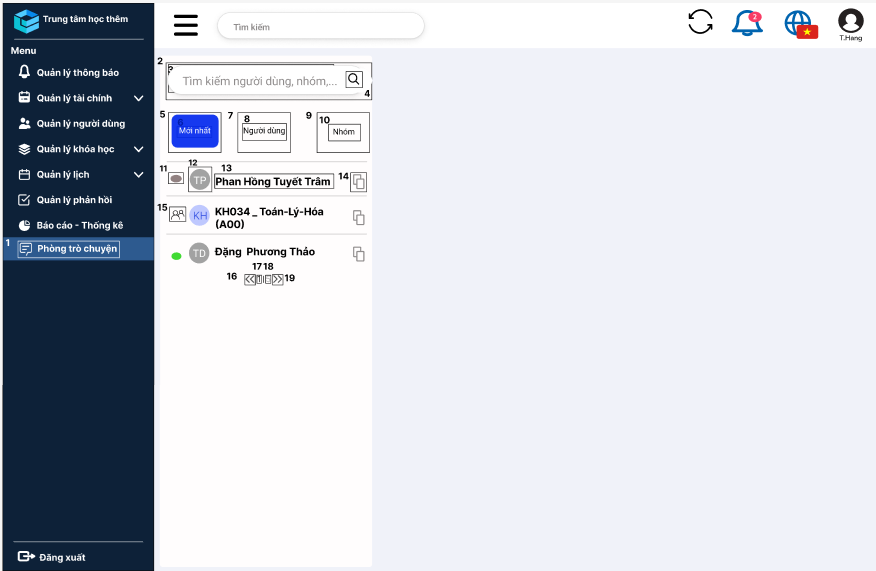 Trung tâm học thêm
Tìm kiếm
2
T.Hang
Menu
Quản lý thông báo
Quản lý tài chính
Quản lý người dùng
Quản lý khóa học
Quản lý lịch
Quản lý phản hồi
Báo cáo - Thống kê
1
Phòng trò chuyện
Đăng xuất
2
Tìm kiếm người dùng, nhóm,...
4
5
6
Mới nhất
7
8
Người dùng
9
10
Nhóm
11
12
TP
13
Phan Hồng Tuyết Trâm
14
15
KH
KH034 _ Toán-Lý-Hóa
(A00)
TD
Đặng Phương Thảo
16
17 18
19